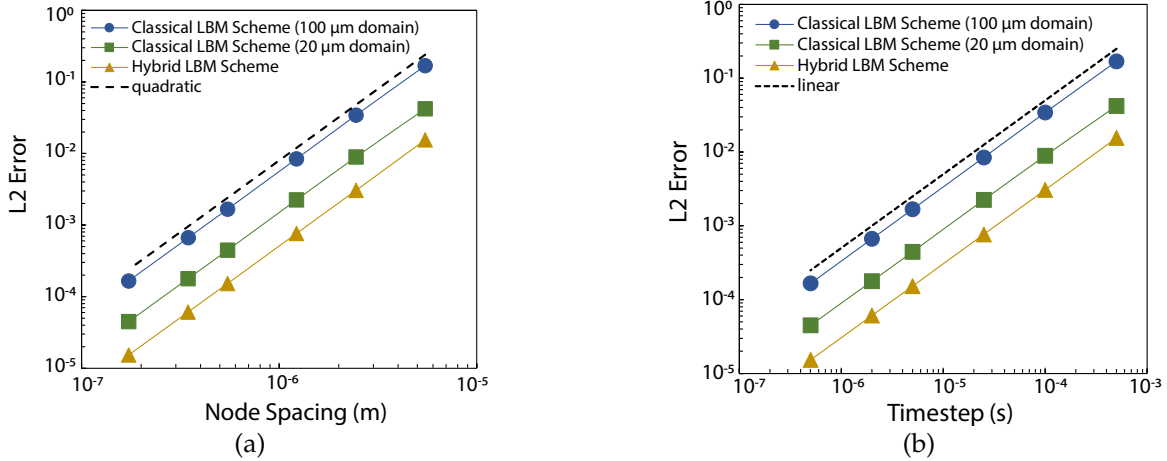 10⁰
10⁻¹
10⁻²
10⁻³
10⁻⁴
10⁻⁵
L2 Error
Classical LBM Scheme (100 µm domain)
Classical LBM Scheme (20 µm domain)
Hybrid LBM Scheme
quadratic
10⁻⁷
10⁻⁶
10⁻⁵
Node Spacing (m)
(a)
10⁰
10⁻¹
10⁻²
10⁻³
10⁻⁴
10⁻⁵
L2 Error
Classical LBM Scheme (100 µm domain)
Classical LBM Scheme (20 µm domain)
Hybrid LBM Scheme
linear
10⁻⁷
10⁻⁶
10⁻⁵
10⁻⁴
10⁻³
Timestep (s)
(b)